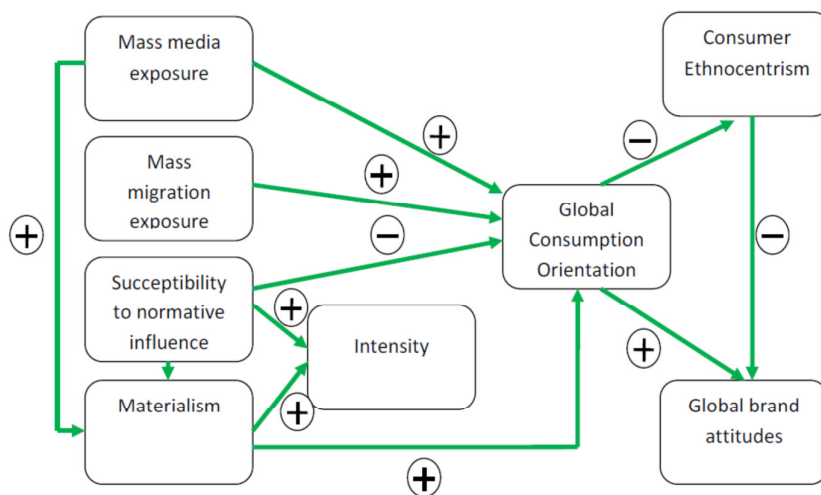 Mass media
exposure
Consumer
Ethnocentrism
+
−
Mass
migration
exposure
+
Global
Consumption
Orientation
+
−
−
Succeptibility
to normative
influence
+
Intensity
+
Materialism
+
Global brand
attitudes
+